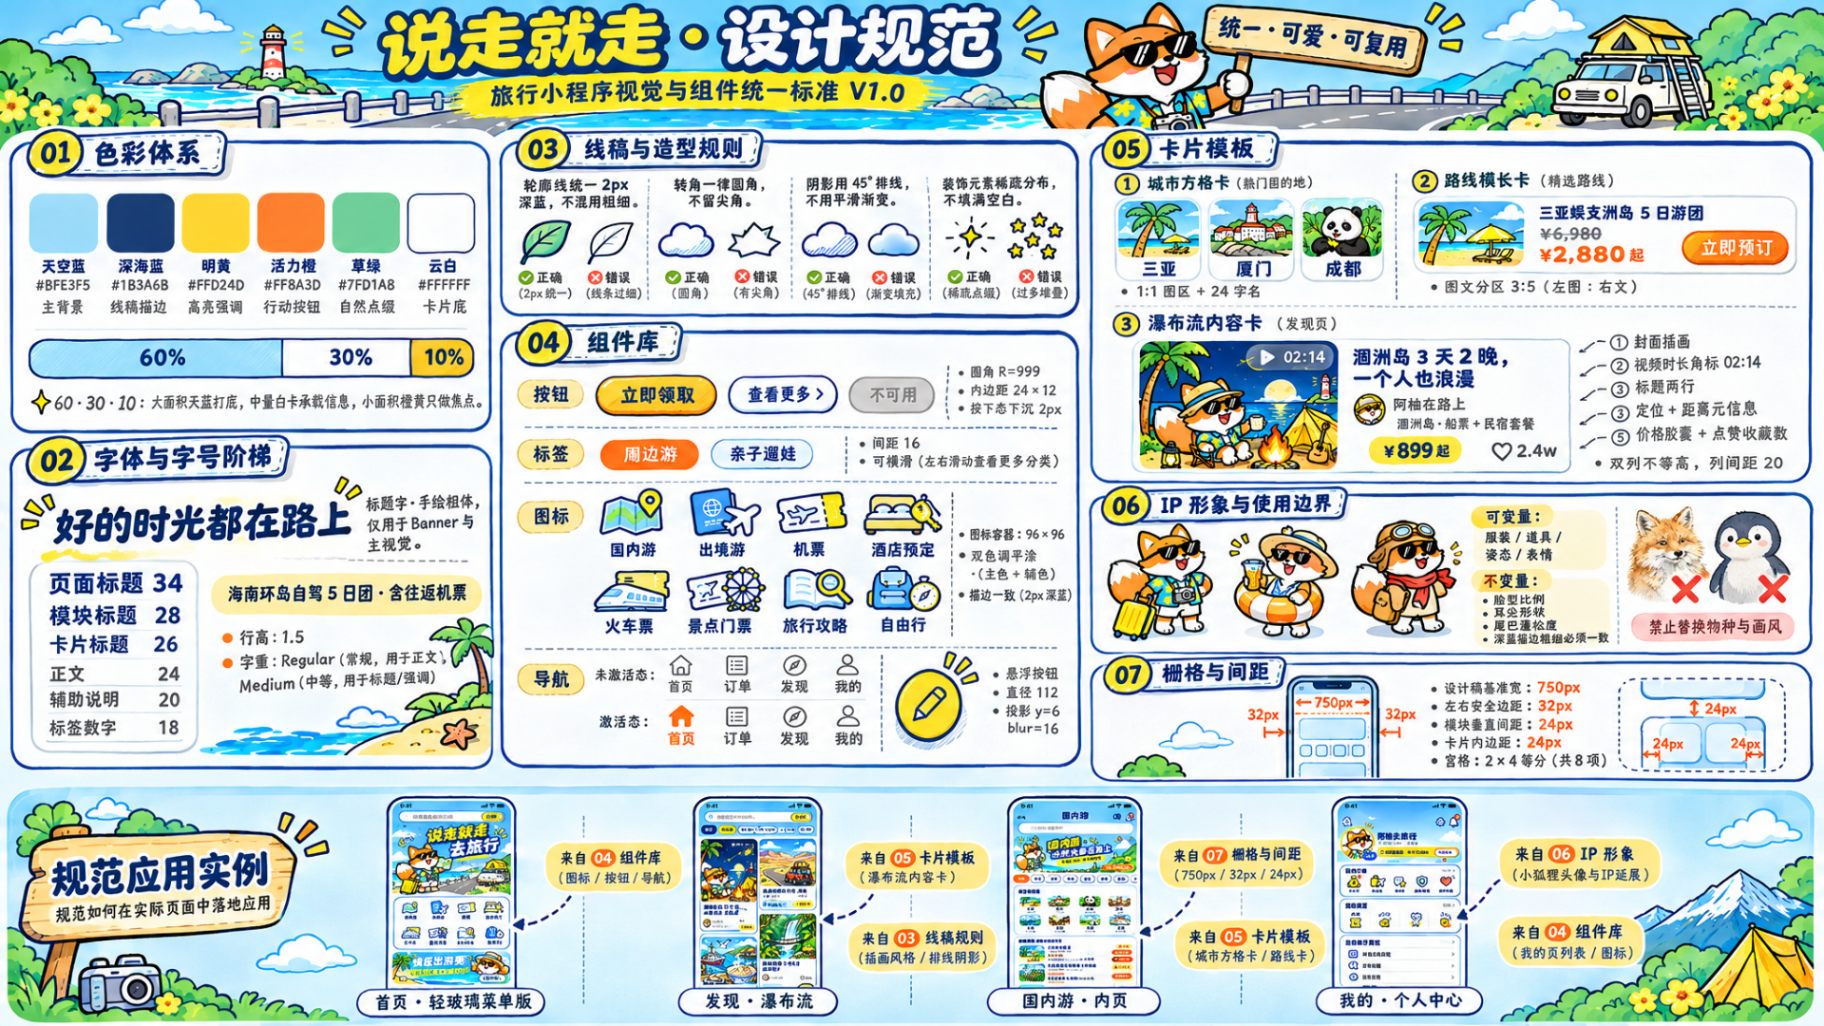 说走就走·设计规范
旅行小程序视觉与组件统一标准 V1.0
统一·可爱·可复用
01 色彩体系
天空蓝 深海蓝 明黄 活力橙 草绿 云白
#BFE3F5 #1B3A6B #FFD24D #FF8A3D #7FD1A8 #FFFFFF
主背景 线稿描边 高亮强调 行动按钮 自然点缀 卡片底
60% 30% 10%
60·30·10：大面积天蓝打底，中量白卡承载信息，小面积橙黄只做焦点。
02 字体与字号阶梯
好的时光都在路上
标题字·手绘粗体，
仅用于 Banner 与
主视觉。
页面标题 34
模块标题 28
卡片标题 26
正文 24
辅助说明 20
标签数字 18
海南环岛自驾 5 日团·含往返机票
行高：1.5
字重：Regular (常规，用于正文)，
Medium (中等，用于标题/强调)
03 线稿与造型规则
轮廓线统一 2px
深蓝，不混用粗细。
正确 错误
(2px 统一) (线条过细)
转角一律圆角，
不留尖角。
正确 错误
(圆角) (有尖角)
阴影用 45° 排线，
不用平滑渐变。
正确 错误
(45° 排线) (渐变填充)
装饰元素稀疏分布，
不填满空白。
正确 错误
(稀疏点缀) (过多堆叠)
04 组件库
按钮 立即领取 查看更多 > 不可用
• 圆角 R=999
• 内边距 24×12
• 按下态下沉 2px
标签 周边游 亲子遛娃
• 间距 16
• 可横滑 (左右滑动查看更多分类)
图标
国内游 出境游 机票 酒店预定
火车票 景点门票 旅行攻略 自由行
• 图标容器：96×96
• 双色调平涂
·(主色 + 辅色)
• 描边一致 (2px 深蓝)
导航 未激活态： 首页 订单 发现 我的
激活态： 首页 订单 发现 我的
• 悬浮按钮
• 直径 112
• 投影 y=6
blur=16
05 卡片模板
1 城市方格卡
三亚 厦门 成都
• 1:1 图区 + 24 字名
2 路线模长卡 (精选路线)
三亚蜈支洲岛 5 日游团
¥6,980
¥2,880 起
立即预订
• 图文分区 3:5 (左图：右文)
3 瀑布流内容卡 (发现页)
02:14
涠洲岛 3 天 2 晚，
一个人也浪漫
阿柚在路上
涠洲岛·船票 + 民宿套餐
¥899 起 2.4w
① 封面插画
② 视频时长角标 02:14
③ 标题两行
③ 定位 + 距离元信息
⑤ 价格胶囊 + 点赞收藏数
• 双列不等高，列间距 20
06 IP 形象与使用边界
可变量：
服装 / 道具 /
姿态 / 表情
不变量：
• 脸型比例
• 耳尖形状
• 尾巴蓬松度
• 深蓝描边粗细必须一数
禁止替换物种与画风
07 栅格与间距
32px 750px 32px
• 设计稿基准宽：750px
• 左右安全边距：32px
• 模块垂直间距：24px
• 卡片内边距：24px
• 宫格：2×4 等分 (共 8 项)
24px
24px 24px
规范应用实例
规范如何在实际页面中落地应用
说走就走
去旅行
首页·轻玻璃菜单版
来自 04 组件库
(图标 / 按钮 / 导航)
发现·瀑布流
来自 05 卡片模板
(瀑布流内容卡)
来自 03 线稿规则
(插画风格 / 排线阴影)
国内游·内页
来自 07 栅格与间距
(750px / 32px / 24px)
来自 05 卡片模板
(城市方格卡 / 路线卡)
我的·个人中心
来自 06 IP 形象
(小狐狸头像与IP延展)
来自 04 组件库
(我的页列表 / 图标)